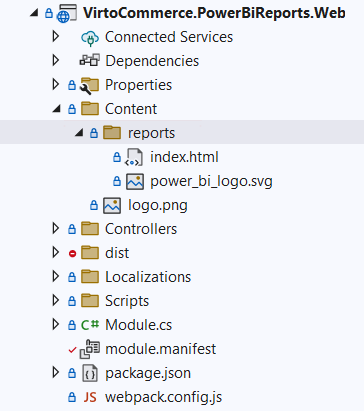 VirtoCommerce.PowerBiReports.Web
Connected Services
Dependencies
Properties
Content
reports
index.html
power_bi_logo.svg
logo.png
Controllers
dist
Localizations
Scripts
C# Module.cs
module.manifest
package.json
JS webpack.config.js